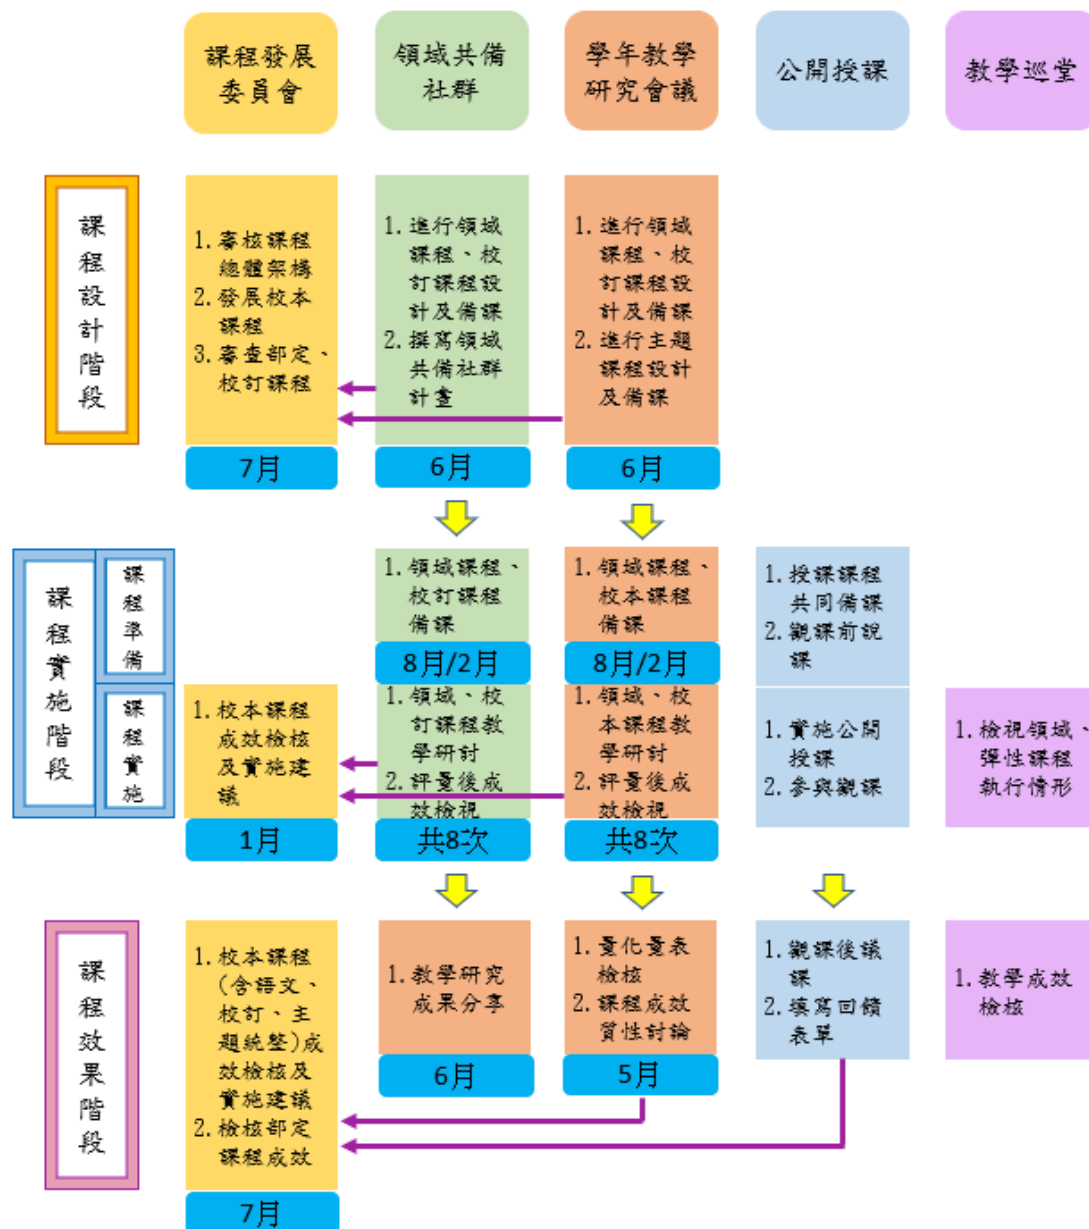 課程發展
委員會
領域共備
社群
學年教學
研究會議
公開授課
教學巡堂
課程設計階段
1. 審核課程
總體架構
2. 發展校本
課程
3. 審查部定、
校訂課程
7月
1. 進行領域
課程、校
訂課程設
計及備課
2. 撰寫領域
共備社群
計畫
6月
1. 進行領域
課程、校
訂課程設
計及備課
2. 進行主題
課程設計
及備課
6月
課程實施階段
課程準備
1. 領域課程、
校訂課程
備課
8月/2月
1. 領域課程、
校本課程
備課
8月/2月
1. 授課課程
共同備課
2. 觀課前說
課
課程實施
1. 校本課程
成效檢核
及實施建
議
1月
1. 領域、校
訂課程教
學研討
2. 評量後成
效檢視
共8次
1. 領域、校
本課程教
學研討
2. 評量後成
效檢視
共8次
1. 實施公開
授課
2. 參與觀課
1. 檢視領域、
彈性課程
執行情形
課程效果階段
1. 校本課程
(含語文、
校訂、主
題統整)成
效檢核及
實施建議
2. 檢核部定
課程成效
7月
1. 教學研究
成果分享
6月
1. 量化量表
檢核
2. 課程成效
質性討論
5月
1. 觀課後議
課
2. 填寫回饋
表單
1. 教學成效
檢核